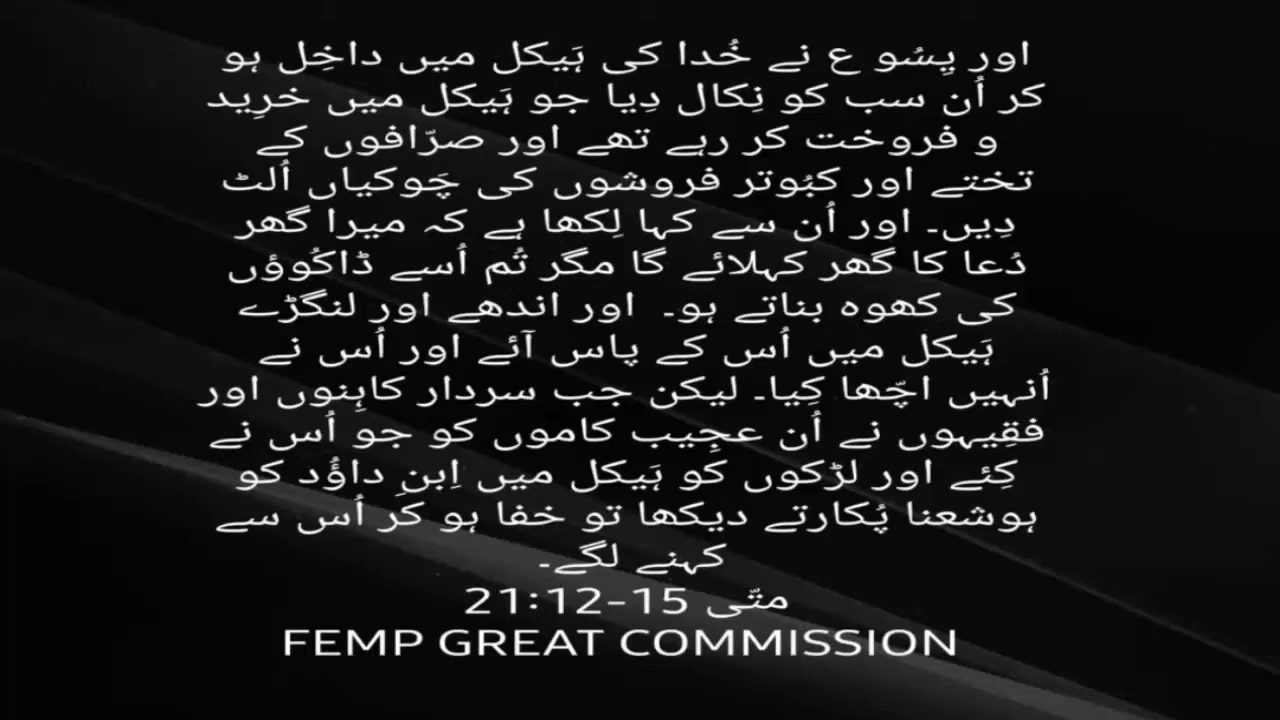 اور یِسُو ع نے خُدا کی ہَیکل میں داخِل ہو
کر اُن سب کو نِکال دِیا جو ہَیکل میں خرِید
و فروخت کر رہے تھے اور صرّافوں کے
تختے اور کبُوتر فروشوں کی چَوکیاں اُلٹ
دِیں۔ اور اُن سے کہا لِکھا ہے کہ میرا گھر
دُعا کا گھر کہلائے گا مگر تُم اُسے ڈاکُوؤں
کی کھوہ بناتے ہو۔ اور اندھے اور لنگڑے
ہَیکل میں اُس کے پاس آئے اور اُس نے
اُنہیں اچّھا کِیا۔ لیکن جب سردار کاہِنوں اور
فقِیہوں نے اُن عجِیب کاموں کو جو اُس نے
کِئے اور لڑکوں کو ہَیکل میں اِبنِ داؤُد کو
ہوشعنا پُکارتے دیکھا تو خفا ہو کر اُس سے
کہنے لگے۔
متّی 21:12-15
FEMP GREAT COMMISSION